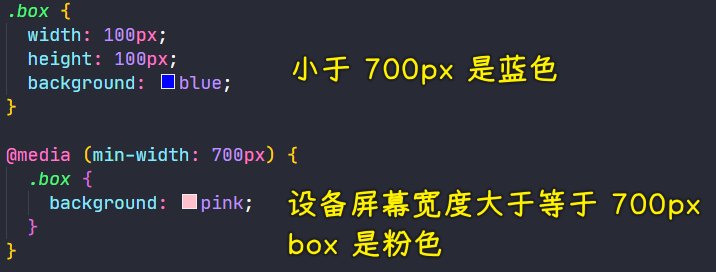 .box {
width: 100px;
height: 100px;
background: blue;
}
小于 700px 是蓝色
@media (min-width: 700px) {
.box {
background: pink;
}
}
设备屏幕宽度大于等于 700px
box 是粉色